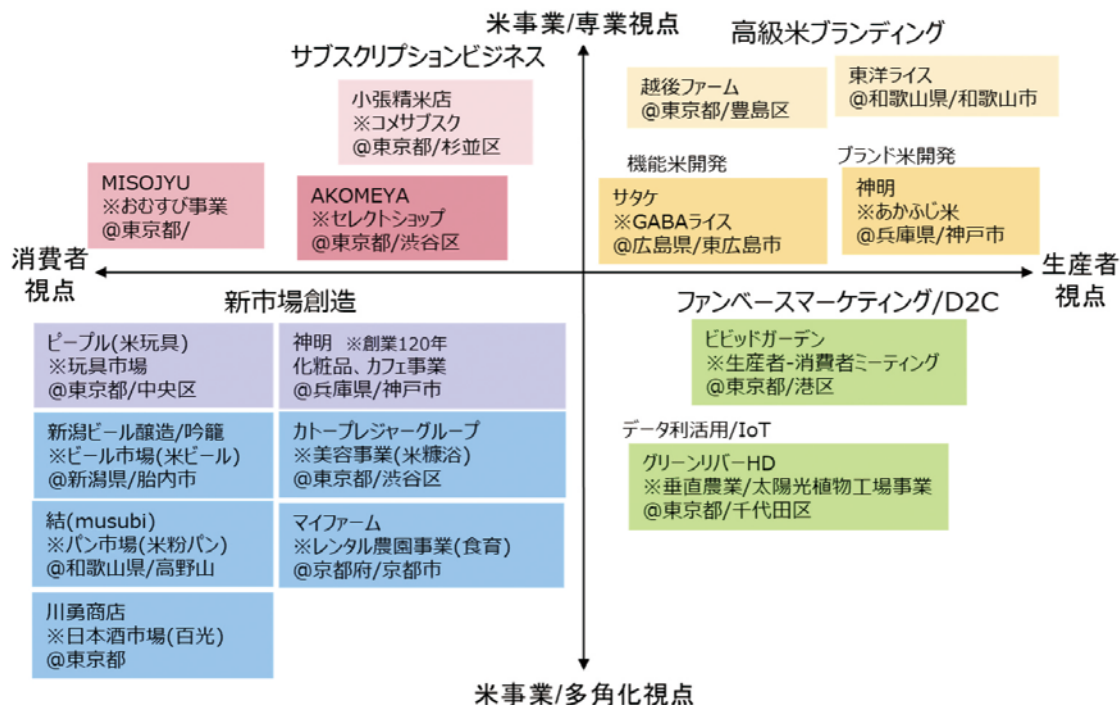 米事業/専業視点
高級米ブランディング
サブスクリプションビジネス
小張精米店
※コメサブスク
@東京都/杉並区
越後ファーム
@東京都/豊島区
東洋ライス
@和歌山県/和歌山市
MISOJYU
※おむすび事業
@東京都/
AKOMEYA
※セレクトショップ
@東京都/渋谷区
機能米開発
サタケ
※GABAライス
@広島県/東広島市
ブランド米開発
神明
※あかふじ米
@兵庫県/神戸市
消費者
視点
生産者
視点
新市場創造
ファンベースマーケティング/D2C
ピープル(米玩具)
※玩具市場
@東京都/中央区
神明 ※創業120年
化粧品、カフェ事業
@兵庫県/神戸市
ビビッドガーデン
※生産者-消費者ミーティング
@東京都/港区
新潟ビール醸造/吟籠
※ビール市場(米ビール)
@新潟県/胎内市
カトープレジャーグループ
※美容事業(米糠浴)
@東京都/渋谷区
データ利活用/IoT
グリーンリバーHD
※垂直農業/太陽光植物工場事業
@東京都/千代田区
結(musubi)
※パン市場(米粉パン)
@和歌山県/高野山
マイファーム
※レンタル農園事業(食育)
@京都府/京都市
川勇商店
※日本酒市場(百光)
@東京都
米事業/多角化視点